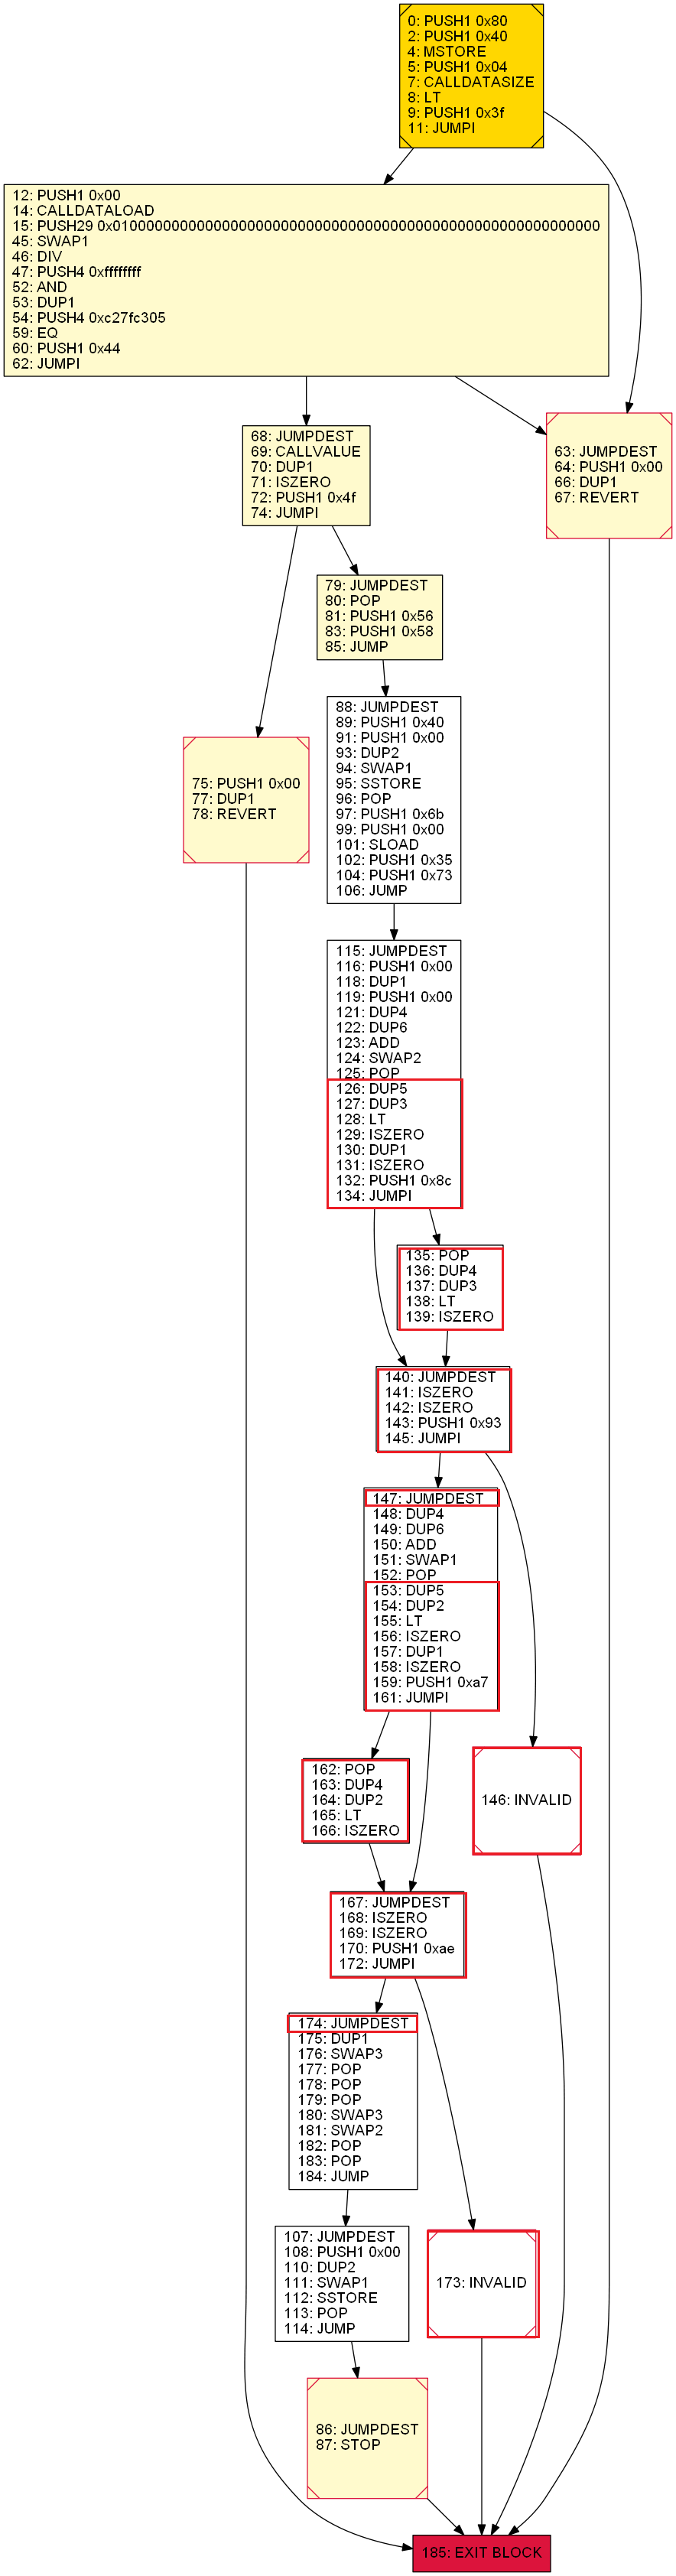 0: PUSH1 0x80
2: PUSH1 0x40
4: MSTORE
5: PUSH1 0x04
7: CALLDATASIZE
8: LT
9: PUSH1 0x3f
11: JUMPI
12: PUSH1 0x00
14: CALLDATALOAD
15: PUSH29 0x0100000000000000000000000000000000000000000000000000000000
45: SWAP1
46: DIV
47: PUSH4 0xffffffff
52: AND
53: DUP1
54: PUSH4 0xc27fc305
59: EQ
60: PUSH1 0x44
62: JUMPI
68: JUMPDEST
69: CALLVALUE
70: DUP1
71: ISZERO
72: PUSH1 0x4f
74: JUMPI
63: JUMPDEST
64: PUSH1 0x00
66: DUP1
67: REVERT
79: JUMPDEST
80: POP
81: PUSH1 0x56
83: PUSH1 0x58
85: JUMP
75: PUSH1 0x00
77: DUP1
78: REVERT
88: JUMPDEST
89: PUSH1 0x40
91: PUSH1 0x00
93: DUP2
94: SWAP1
95: SSTORE
96: POP
97: PUSH1 0x6b
99: PUSH1 0x00
101: SLOAD
102: PUSH1 0x35
104: PUSH1 0x73
106: JUMP
115: JUMPDEST
116: PUSH1 0x00
118: DUP1
119: PUSH1 0x00
121: DUP4
122: DUP6
123: ADD
124: SWAP2
125: POP
126: DUP5
127: DUP3
128: LT
129: ISZERO
130: DUP1
131: ISZERO
132: PUSH1 0x8c
134: JUMPI
135: POP
136: DUP4
137: DUP3
138: LT
139: ISZERO
140: JUMPDEST
141: ISZERO
142: ISZERO
143: PUSH1 0x93
145: JUMPI
147: JUMPDEST
148: DUP4
149: DUP6
150: ADD
151: SWAP1
152: POP
153: DUP5
154: DUP2
155: LT
156: ISZERO
157: DUP1
158: ISZERO
159: PUSH1 0xa7
161: JUMPI
162: POP
163: DUP4
164: DUP2
165: LT
166: ISZERO
146: INVALID
167: JUMPDEST
168: ISZERO
169: ISZERO
170: PUSH1 0xae
172: JUMPI
174: JUMPDEST
175: DUP1
176: SWAP3
177: POP
178: POP
179: POP
180: SWAP3
181: SWAP2
182: POP
183: POP
184: JUMP
107: JUMPDEST
108: PUSH1 0x00
110: DUP2
111: SWAP1
112: SSTORE
113: POP
114: JUMP
173: INVALID
86: JUMPDEST
87: STOP
185: EXIT BLOCK